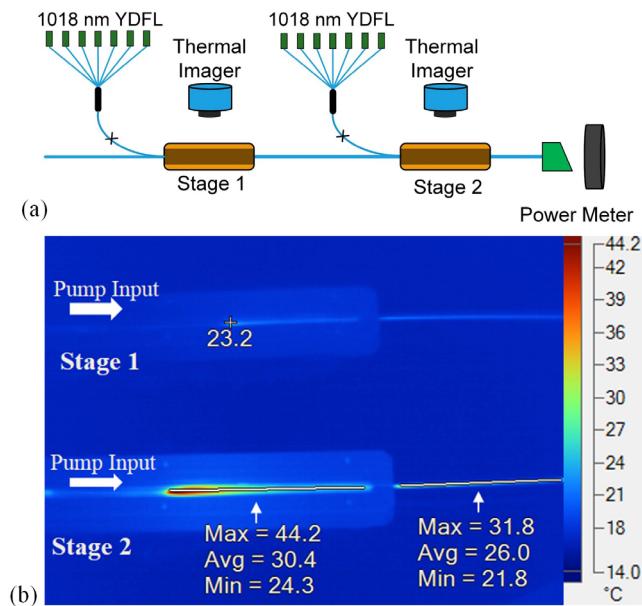 1018 nm YDFL
1018 nm YDFL
Thermal
Imager
Thermal
Imager
Stage 1
Stage 2
(a)
Power Meter
Pump Input
23.2
Stage 1
Pump Input
Stage 2
Max = 44.2
Avg = 30.4
Min = 24.3
Max = 31.8
Avg = 26.0
Min = 21.8
44.2
42
39
36
33
30
27
24
21
18
14.0
°C
(b)